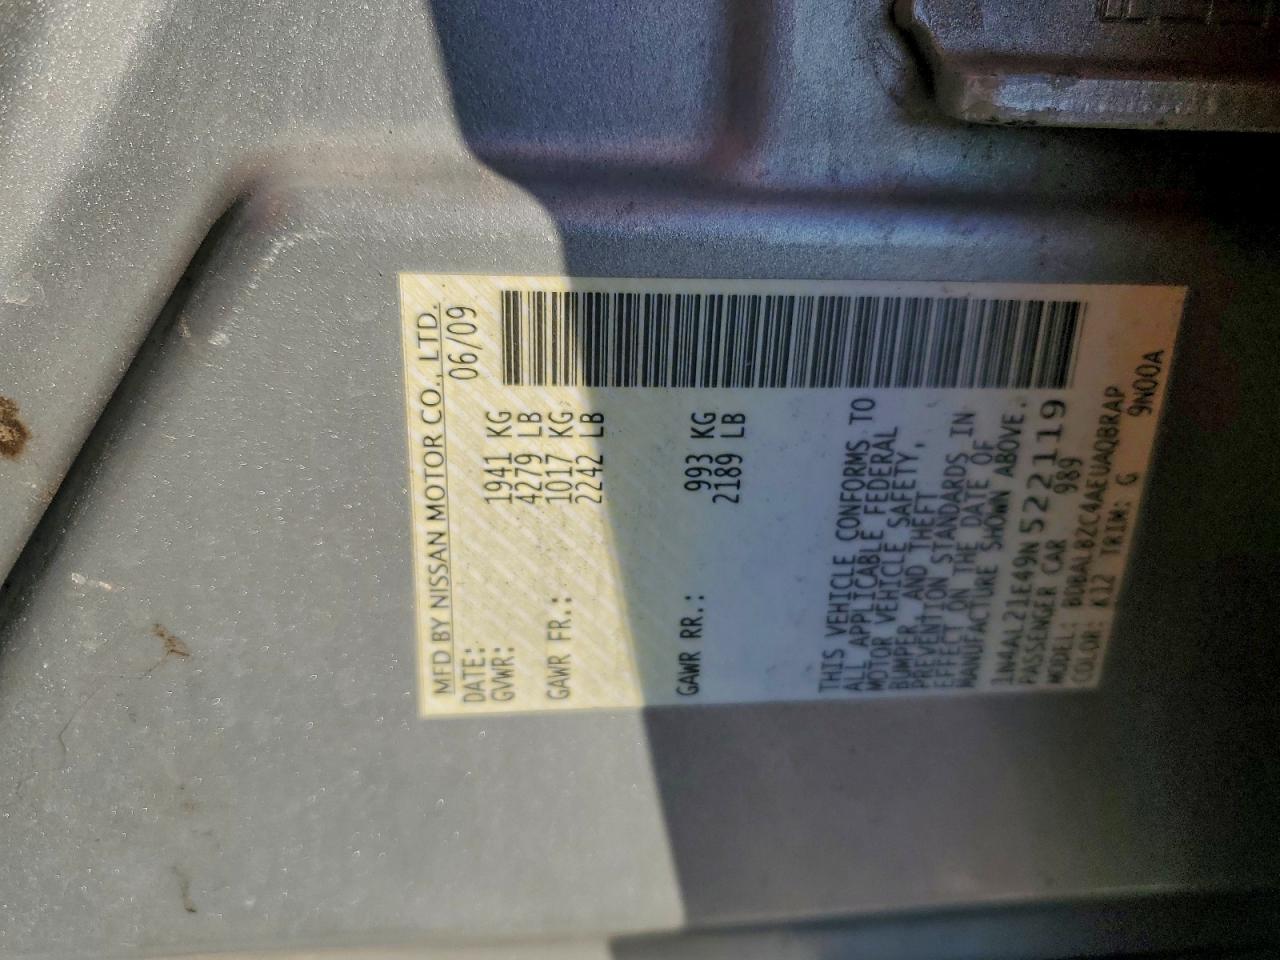 MFD BY NISSAN MOTOR CO., LTD.
DATE: 06/09
GVWR: 1941 KG
4279 LB
GAWR FR.: 1017 KG
2242 LB
GAWR RR.: 993 KG
2189 LB
THIS VEHICLE CONFORMS TO
ALL APPLICABLE FEDERAL
MOTOR VEHICLE SAFETY,
BUMPER, AND THEFT
PREVENTION STANDARDS IN
EFFECT ON THE DATE OF
MANUFACTURE SHOWN ABOVE.
1N4AL21E49N522119
PASSENGER CAR 989
MODEL: BDBALBZC4AEUAQBRAP
COLOR: K12 TRIM: G 9N00A